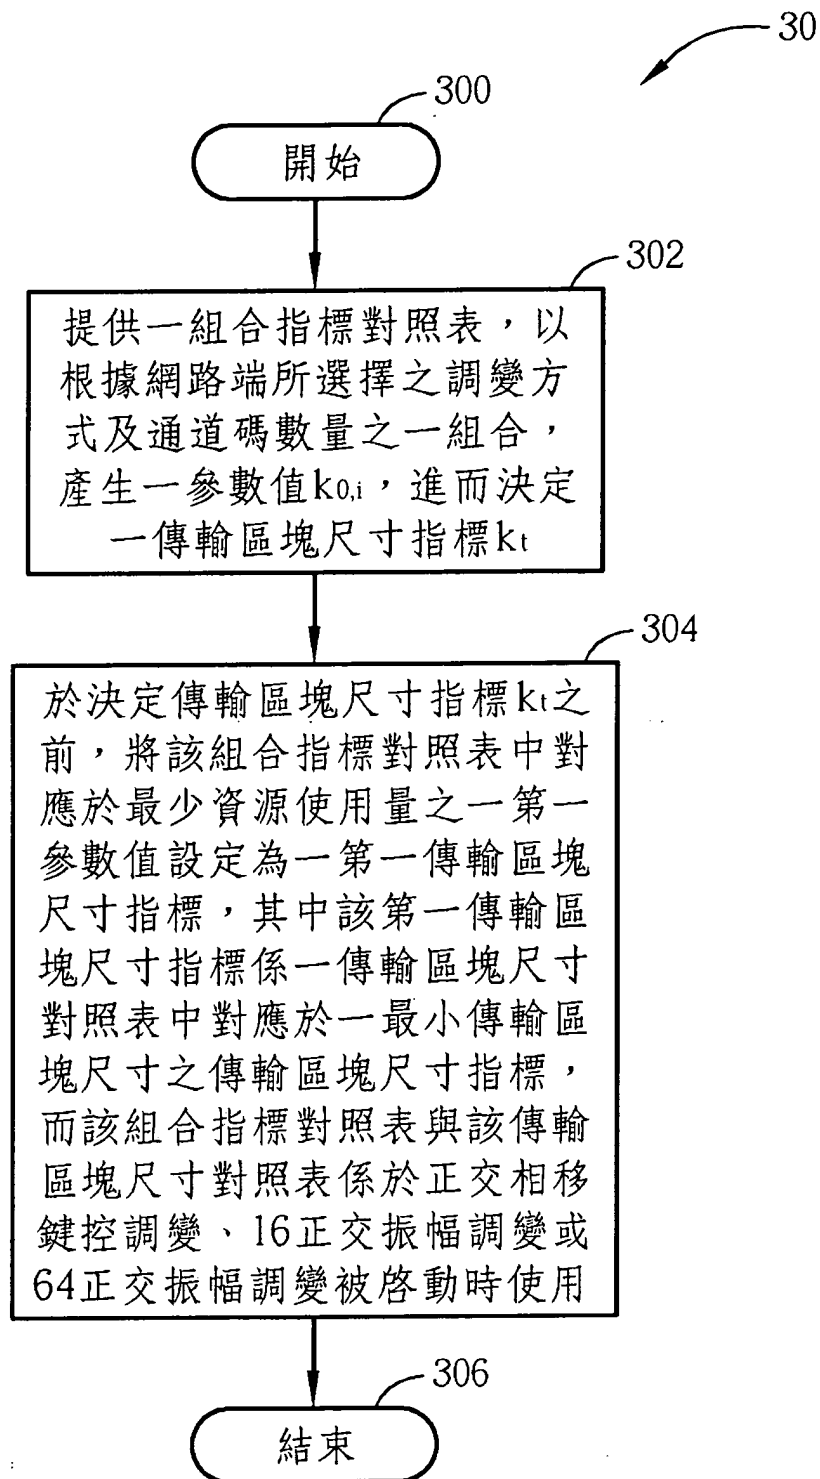 30
300
開始
302
提供一組合指標對照表，以
根據網路端所選擇之調變方
式及通道碼數量之一組合，
產生一參數值k0,i，進而決定
一傳輸區塊尺寸指標kt
304
於決定傳輸區塊尺寸指標kt之
前，將該組合指標對照表中對
應於最少資源使用量之一第一
參數值設定為一第一傳輸區塊
尺寸指標，其中該第一傳輸區
塊尺寸指標係一傳輸區塊尺寸
對照表中對應於一最小傳輸區
塊尺寸之傳輸區塊尺寸指標，
而該組合指標對照表與該傳輸
區塊尺寸對照表係於正交相移
鍵控調變、16正交振幅調變或
64正交振幅調變被啓動時使用
306
結束